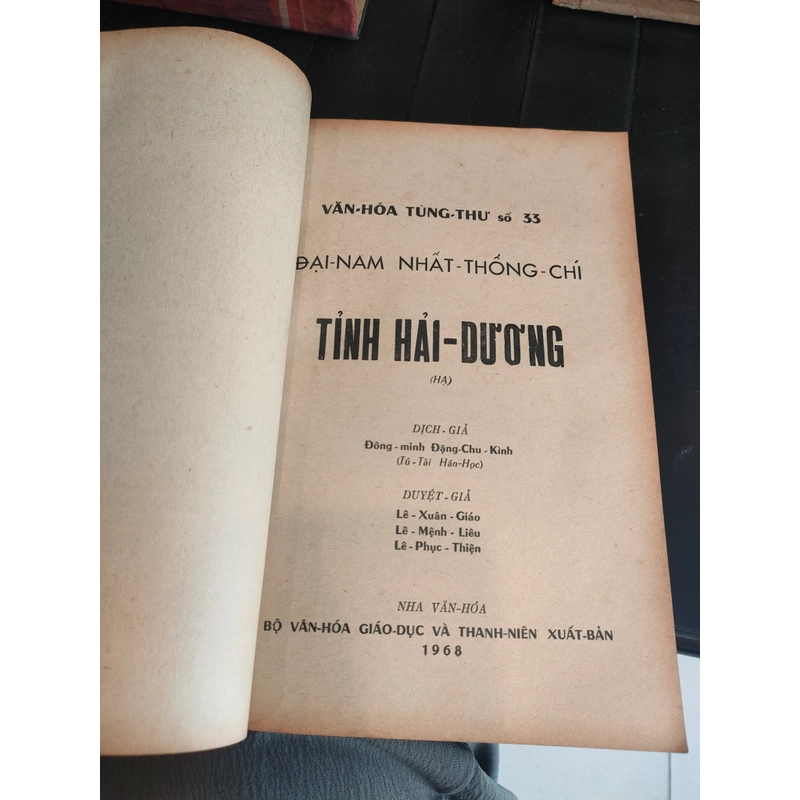 VĂN-HÓA TÙNG-THƯ số 33
ĐẠI-NAM NHẤT-THỐNG-CHÍ
TỈNH HẢI-DƯƠNG
(HẠ)
DỊCH-GIẢ
Đông-minh Đặng-Chu-Kình
(Tú-Tài Hán-Học)
DUYỆT-GIẢ
Lê-Xuân-Giáo
Lê-Mệnh-Liêu
Lê-Phục-Thiện
NHA VĂN-HÓA
BỘ VĂN-HÓA GIÁO-DỤC VÀ THANH-NIÊN XUẤT-BẢN
1968